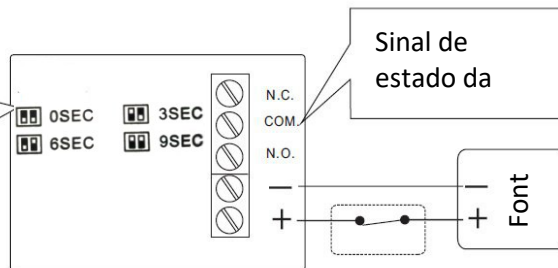 Sinal de
estado da
0SEC 3SEC
6SEC 9SEC
N.C.
COM.
N.O.
− −
+ +
Font